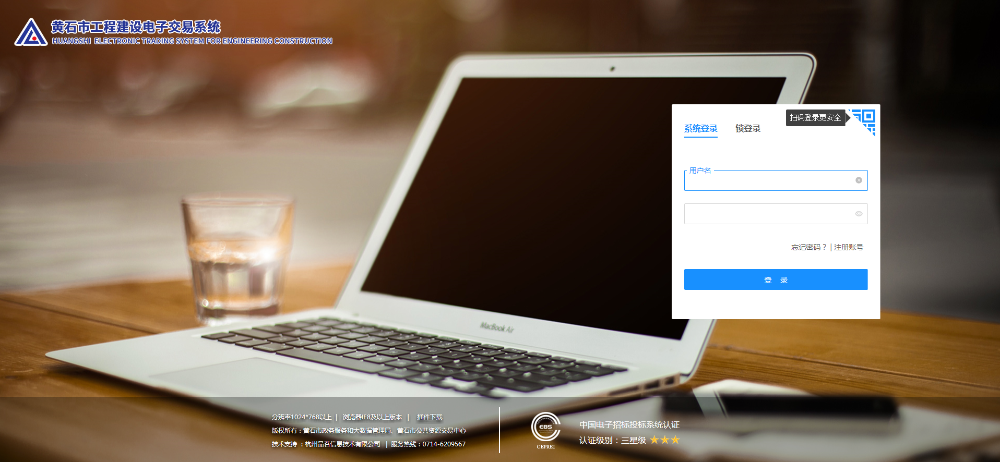 黄石市工程建设电子交易系统
HUANGSHI ELECTRONIC TRADING SYSTEM FOR ENGINEERING CONSTRUCTION
扫码登录更安全
系统登录 锁登录
用户名
忘记密码？ | 注册账号
登 录
MacBook Air
分辨率1024*768以上 | 浏览器IE8及以上版本 | 插件下载
版权所有：黄石市政务服务和大数据管理局、黄石市公共资源交易中心
技术支持 ：杭州品茗信息技术有限公司 | 服务热线：0714-6209567
EBS
CEPREI
中国电子招标投标系统认证
认证级别：三星级